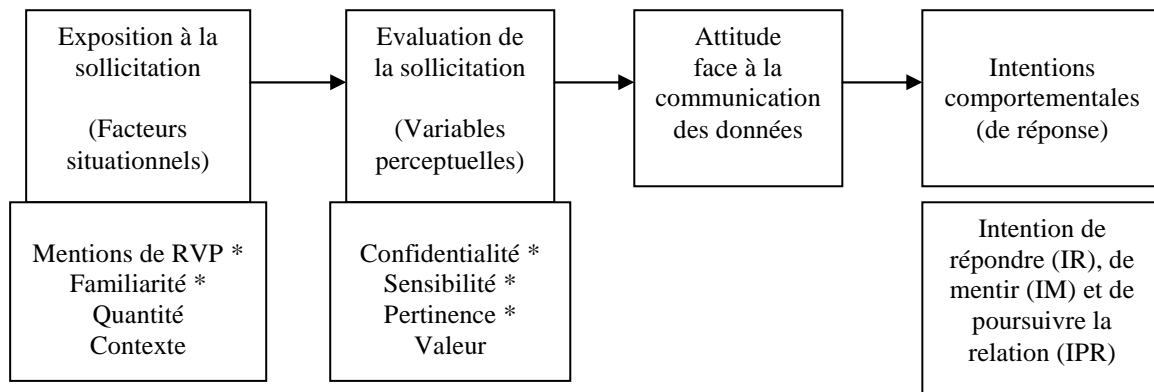 Exposition à la
sollicitation
(Facteurs
situationnels)
Mentions de RVP *
Familiarité *
Quantité
Contexte
Evaluation de
la sollicitation
(Variables
perceptuelles)
Confidentialité *
Sensibilité *
Pertinence *
Valeur
Attitude
face à la
communication
des données
Intentions
comportementales
(de réponse)
Intention de
répondre (IR), de
mentir (IM) et de
poursuivre la
relation (IPR)